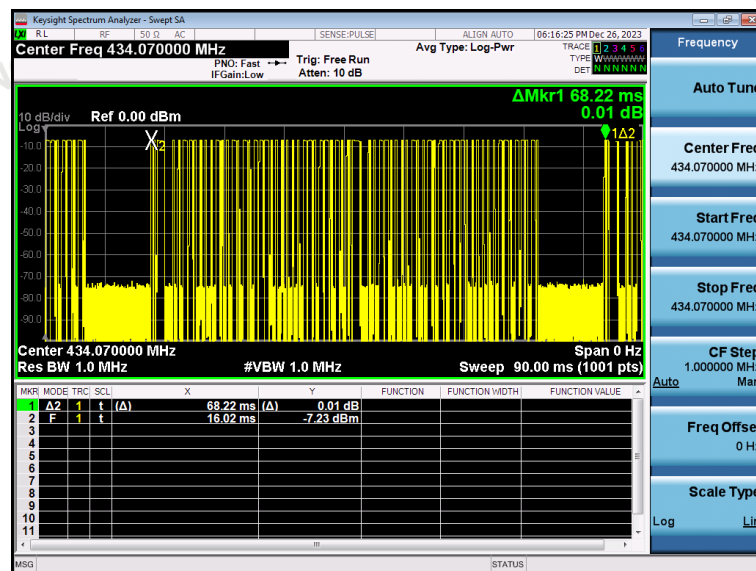 Keysight Spectrum Analyzer - Swept SA
LXI RL RF 50 Ω AC SENSE:PULSE ALIGN AUTO 06:16:25 PM Dec 26, 2023
Center Freq 434.070000 MHz Avg Type: Log-Pwr TRACE 1 2 3 4 5 6
PNO: Fast Trig: Free Run TYPE WWWWWW
IFGain:Low Atten: 10 dB DET N N N N N N
ΔMkr1 68.22 ms
10 dB/div Ref 0.00 dBm 0.01 dB
Log
1Δ2
X2
-10.0
-20.0
-30.0
-40.0
-50.0
-60.0
-70.0
-80.0
-90.0
Center 434.070000 MHz Span 0 Hz
Res BW 1.0 MHz #VBW 1.0 MHz Sweep 90.00 ms (1001 pts)
MKR MODE TRC SCL X Y FUNCTION FUNCTION WIDTH FUNCTION VALUE
1 Δ2 1 t (Δ) 68.22 ms (Δ) 0.01 dB
2 F 1 t 16.02 ms -7.23 dBm
3
4
5
6
7
8
9
10
11
MSG STATUS
Frequency
Auto Tune
Center Freq
434.070000 MHz
Start Freq
434.070000 MHz
Stop Freq
434.070000 MHz
CF Step
1.000000 MHz
Auto Man
Freq Offset
0 Hz
Scale Type
Log Lin